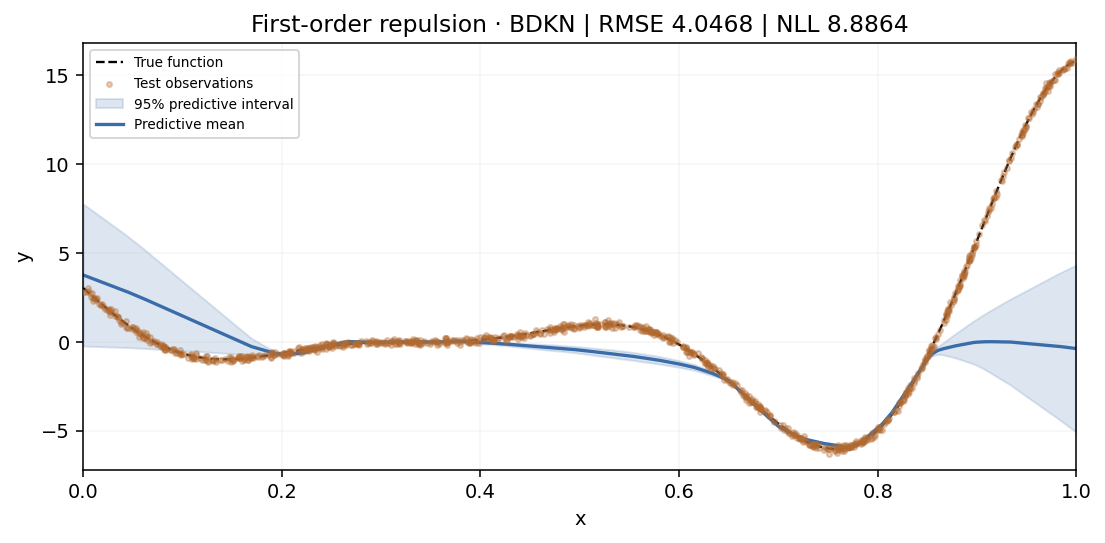 First-order repulsion · BDKN | RMSE 4.0468 | NLL 8.8864
True function
Test observations
95% predictive interval
Predictive mean
15
10
5
0
−5
y
0.0 0.2 0.4 0.6 0.8 1.0
x